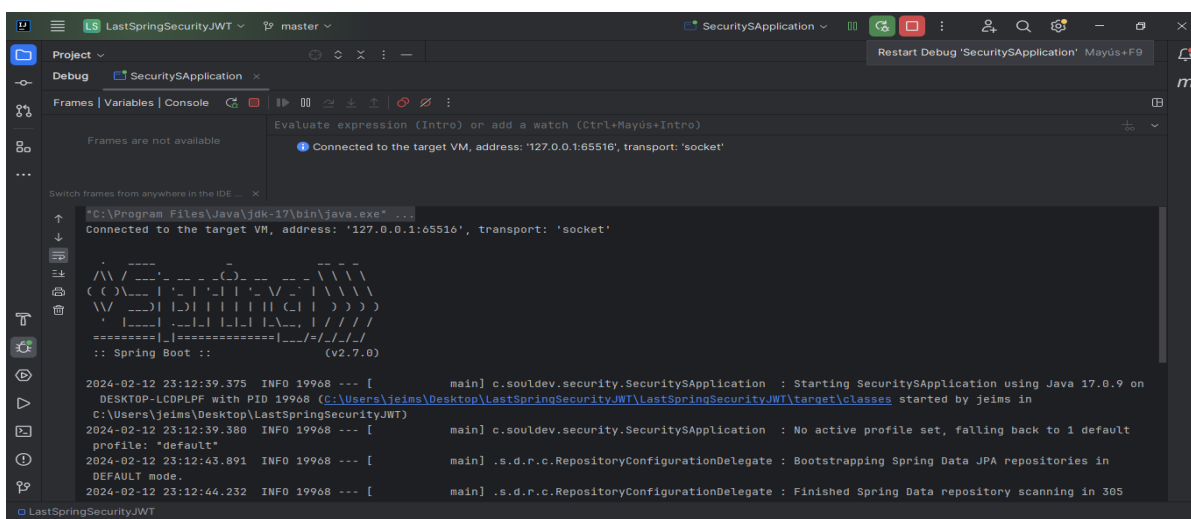 LS LastSpringSecurityJWT master SecuritySApplication
Project
Restart Debug 'SecuritySApplication' Mayús+F9
Debug SecuritySApplication
Frames | Variables | Console
Evaluate expression (Intro) or add a watch (Ctrl+Mayús+Intro)
Frames are not available
Connected to the target VM, address: '127.0.0.1:65516', transport: 'socket'
Switch frames from anywhere in the IDE ...
"C:\Program Files\Java\jdk-17\bin\java.exe" ...
Connected to the target VM, address: '127.0.0.1:65516', transport: 'socket'
Spring
:: Spring Boot :: (v2.7.0)
2024-02-12 23:12:39.375 INFO 19968 --- [ main] c.souldev.security.SecuritySApplication : Starting SecuritySApplication using Java 17.0.9 on
DESKTOP-LCDPLPF with PID 19968 (C:\Users\jeims\Desktop\LastSpringSecurityJWT\LastSpringSecurityJWT\target\classes started by jeims in
C:\Users\jeims\Desktop\LastSpringSecurityJWT)
2024-02-12 23:12:39.380 INFO 19968 --- [ main] c.souldev.security.SecuritySApplication : No active profile set, falling back to 1 default
profile: "default"
2024-02-12 23:12:43.891 INFO 19968 --- [ main] .s.d.r.c.RepositoryConfigurationDelegate : Bootstrapping Spring Data JPA repositories in
DEFAULT mode.
2024-02-12 23:12:44.232 INFO 19968 --- [ main] .s.d.r.c.RepositoryConfigurationDelegate : Finished Spring Data repository scanning in 305
LastSpringSecurityJWT